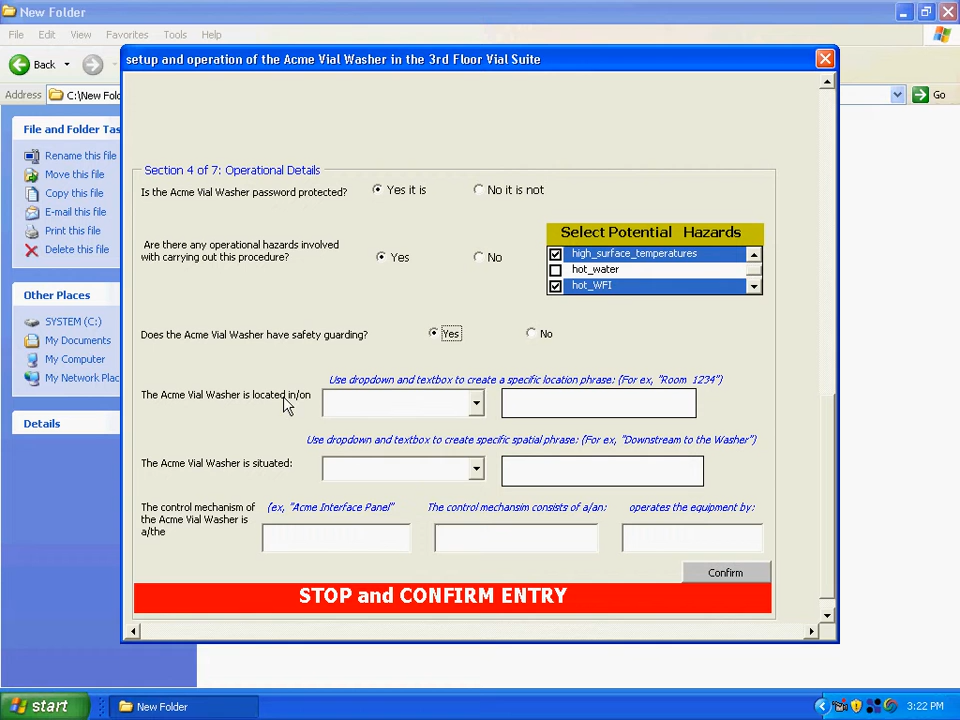 New Folder
File Edit View Favorites Tools Help
Back
Address C:\New Fold Go
File and Folder Tas
Rename this file
Move this file
Copy this file
E-mail this file
Print this file
Delete this file
Other Places
SYSTEM (C:)
My Documents
My Computer
My Network Plac
Details
setup and operation of the Acme Vial Washer in the 3rd Floor Vial Suite
Section 4 of 7: Operational Details
Is the Acme Vial Washer password protected? Yes it is No it is not
Select Potential Hazards
high_surface_temperatures
hot_water
hot_WFI
Are there any operational hazards involved
with carrying out this procedure? Yes No
Does the Acme Vial Washer have safety guarding? Yes No
Use dropdown and textbox to create a specific location phrase: (For ex, "Room 1234")
The Acme Vial Washer is located in/on
Use dropdown and textbox to create specific spatial phrase: (For ex, "Downstream to the Washer")
The Acme Vial Washer is situated:
The control mechanism of
the Acme Vial Washer is
a/the
(ex, "Acme Interface Panel" The control mechansim consists of a/an: operates the equipment by:
Confirm
STOP and CONFIRM ENTRY
start New Folder 3:22 PM